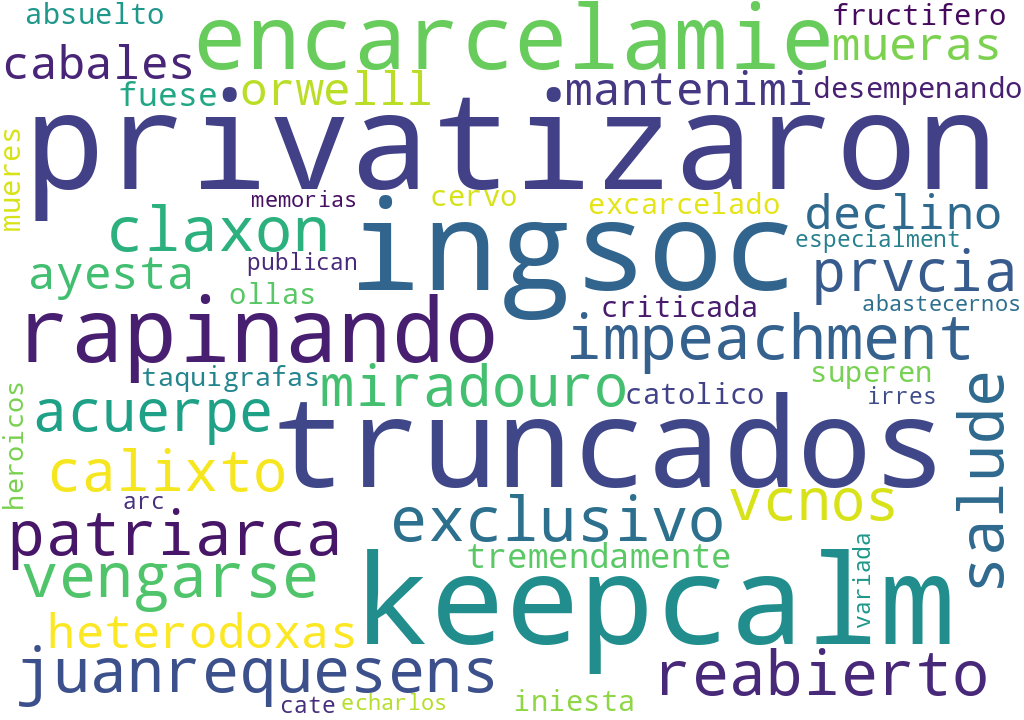 absuelto
encarcelamie
fructifero
cabales
mueras
fuese
orwelll
mantenimi
desempenando
privatizaron
mueres
memorias
cervo
excarcelado
declino
claxon
ingsoc
especialment
ayesta
publican
prvcia
ollas
criticada
abastecernos
rapinando
impeachment
taquigrafas
miradouro
superen
catolico
irres
salude
heroicos
acuerpe
truncados
calixto
vcnos
arc
exclusivo
patriarca
tremendamente
variada
vengarse
keepcalm
heterodoxas
juanrequesens
reabierto
cate
echarlos
iniesta